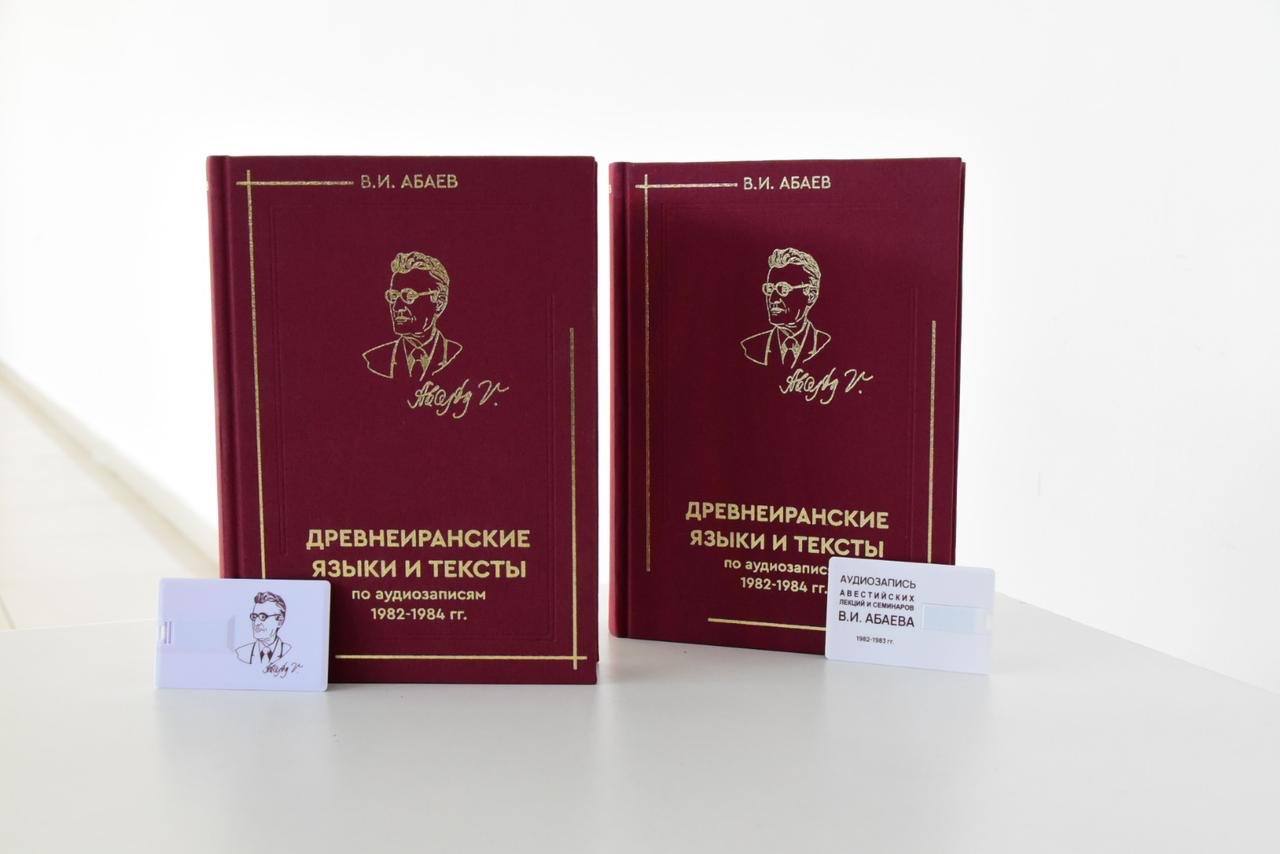 В.И. АБАЕВ
ДРЕВНЕИРАНСКИЕ
ЯЗЫКИ И ТЕКСТЫ
по аудиозаписям
1982-1984 гг.
В.И. АБАЕВ
ДРЕВНЕИРАНСКИЕ
ЯЗЫКИ И ТЕКСТЫ
по аудиозапися
1982-1984 гг.
АУДИОЗАПИСЬ
АВЕСТИЙСКИХ
ЛЕКЦИЙ И СЕМИНАРОВ
В.И. АБАЕВА
1982-1983 гг.